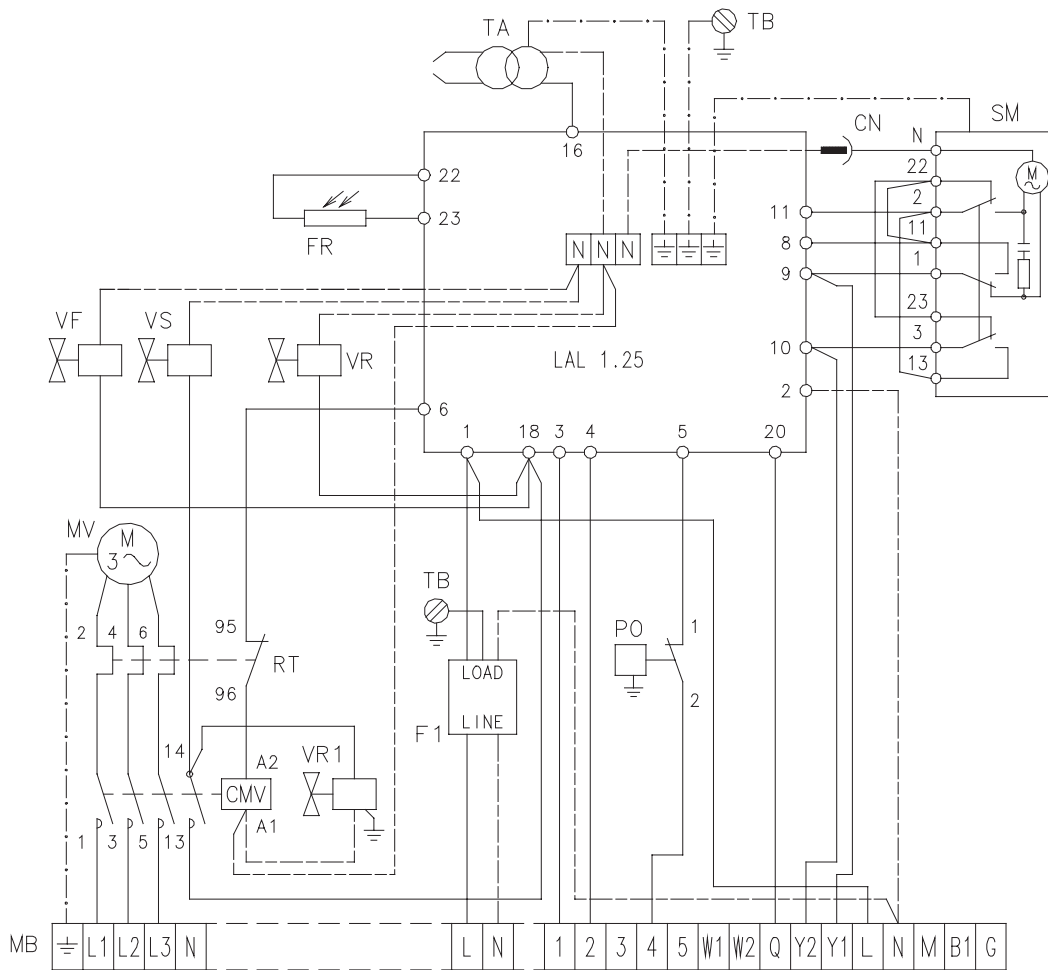 TA
TB
CN
SM
N
M
16
22
22
23
FR
2
11
11
8
1
9
N N N
23
3
10
13
VF
VS
VR
LAL 1.25
2
6
1
18
3
4
5
20
MV
M
3
TB
PO
1
2
2
4
6
95
RT
96
LOAD
LINE
F1
14
A2
VR1
CMV
A1
1
3
5
13
MB
L1 L2 L3 N
L N
1 2 3 4 5 W1 W2 Q Y2 Y1 L N M B1 G